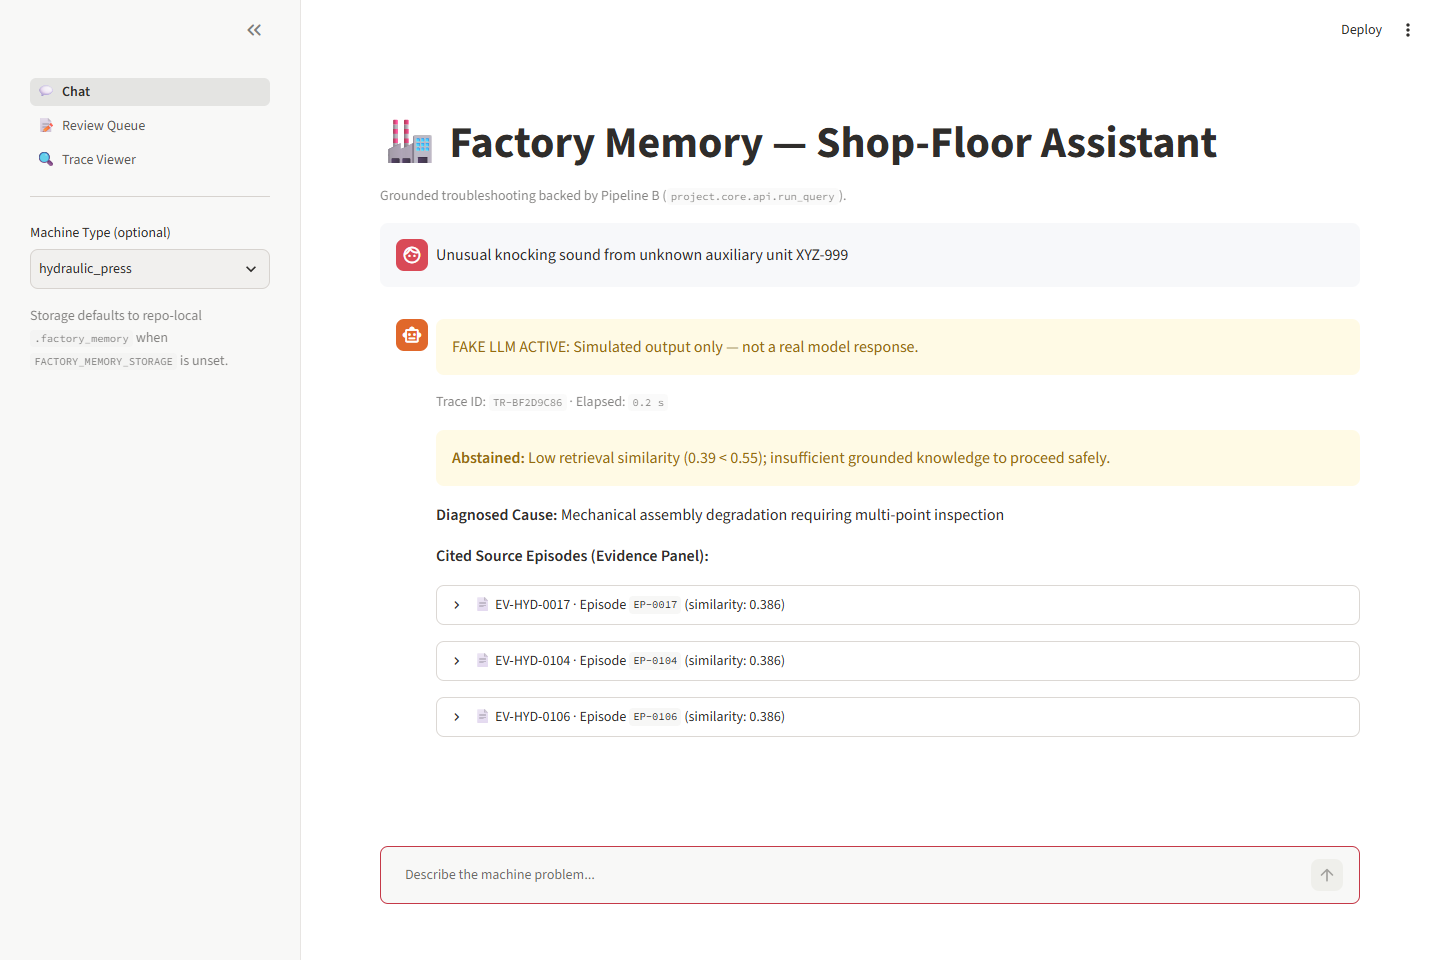 Deploy
Chat
Review Queue
Trace Viewer
Machine Type (optional)
hydraulic_press
Storage defaults to repo-local
.factory_memory when
FACTORY_MEMORY_STORAGE is unset.
Factory Memory — Shop-Floor Assistant
Grounded troubleshooting backed by Pipeline B ( project.core.api.run_query ).
Unusual knocking sound from unknown auxiliary unit XYZ-999
FAKE LLM ACTIVE: Simulated output only — not a real model response.
Trace ID: TR-BF2D9C86 · Elapsed: 0.2 s
Abstained: Low retrieval similarity (0.39 < 0.55); insufficient grounded knowledge to proceed safely.
Diagnosed Cause: Mechanical assembly degradation requiring multi-point inspection
Cited Source Episodes (Evidence Panel):
EV-HYD-0017 · Episode EP-0017 (similarity: 0.386)
EV-HYD-0104 · Episode EP-0104 (similarity: 0.386)
EV-HYD-0106 · Episode EP-0106 (similarity: 0.386)
Describe the machine problem...